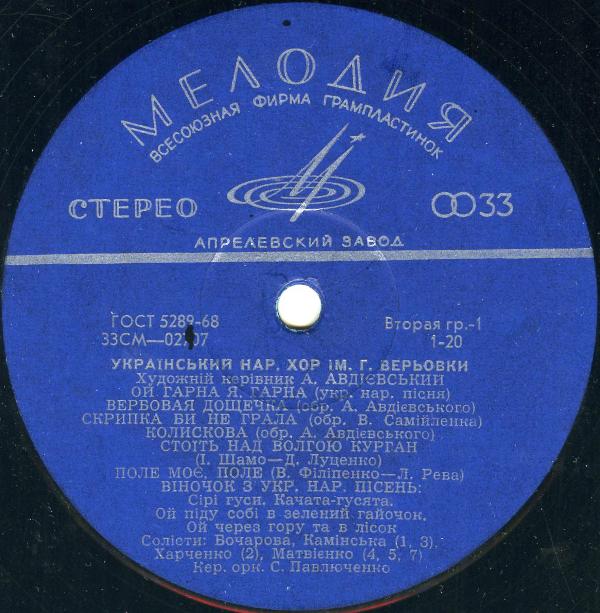 МЕЛОДИЯ
ВСЕСОЮЗНАЯ ФИРМА ГРАМПЛАСТИНОК
СТЕРЕО 33
АПРЕЛЕВСКИЙ ЗАВОД
ГОСТ 5289-68 Вторая гр.-1
33СМ—02707 1-20
УКРАЇНСЬКИЙ НАР. ХОР ІМ. Г. ВЕРЬОВКИ
Художній керівник А. АВДІЄВСЬКИЙ
ОЙ ГАРНА Я, ГАРНА (укр. нар. пісня)
ВЕРБОВАЯ ДОЩЕЧКА (обр. А. Авдієвського)
СКРИПКА БИ НЕ ГРАЛА (обр. В. Самійленка)
КОЛИСКОВА (обр. А. Авдієвського)
СТОЇТЬ НАД ВОЛГОЮ КУРГАН
(І. Шамо—Д. Луценко)
ПОЛЕ МОЄ, ПОЛЕ (В. Філіпенко—Л. Рева)
ВІНОЧОК З УКР. НАР. ПІСЕНЬ:
Сірі гуси. Качата-гусята.
Ой піду собі в зелений гайочок.
Ой через гору та в лісок
Солісти: Вочарова, Камінська (1, 3).
Харченко (2), Матвієнко (4, 5, 7)
Кер. орк. С. Павлюченко